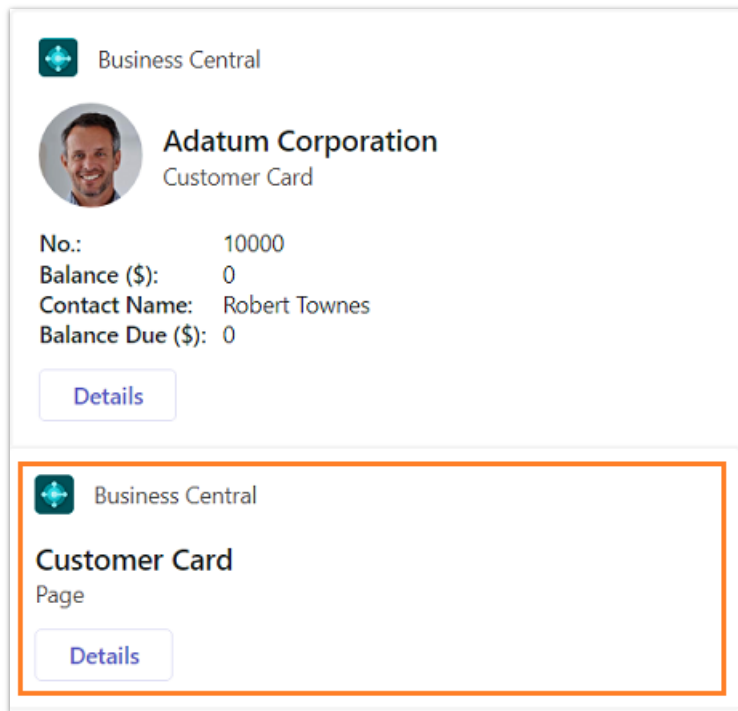 Business Central
Adatum Corporation
Customer Card
No.: 10000
Balance ($): 0
Contact Name: Robert Townes
Balance Due ($): 0
Details
Business Central
Customer Card
Page
Details